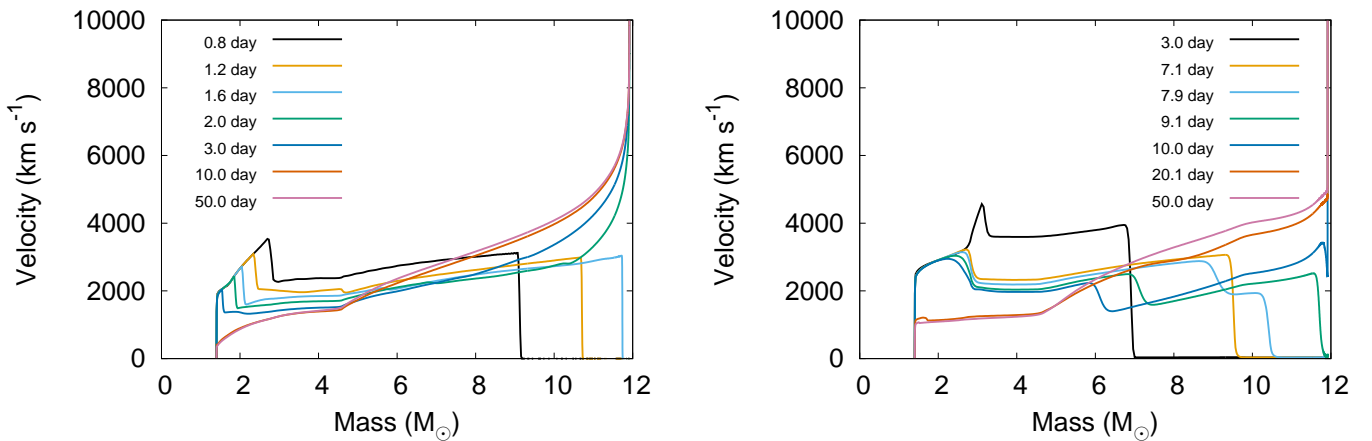 10000
8000
6000
4000
2000
0
Velocity (km s⁻¹)
0.8 day
1.2 day
1.6 day
2.0 day
3.0 day
10.0 day
50.0 day
0 2 4 6 8 10 12
Mass (M☉)
10000
8000
6000
4000
2000
0
Velocity (km s⁻¹)
3.0 day
7.1 day
7.9 day
9.1 day
10.0 day
20.1 day
50.0 day
0 2 4 6 8 10 12
Mass (M☉)